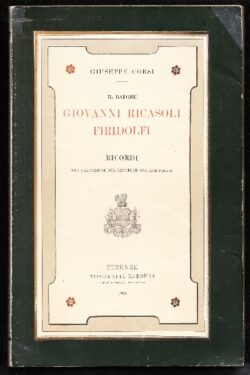 GIUSEPPE CORSI
IL BARONE
GIOVANNI RICASOLI
FIRIDOLFI
RICORDI
FIRENZE
TIPOGRAFIA BARBÈRA